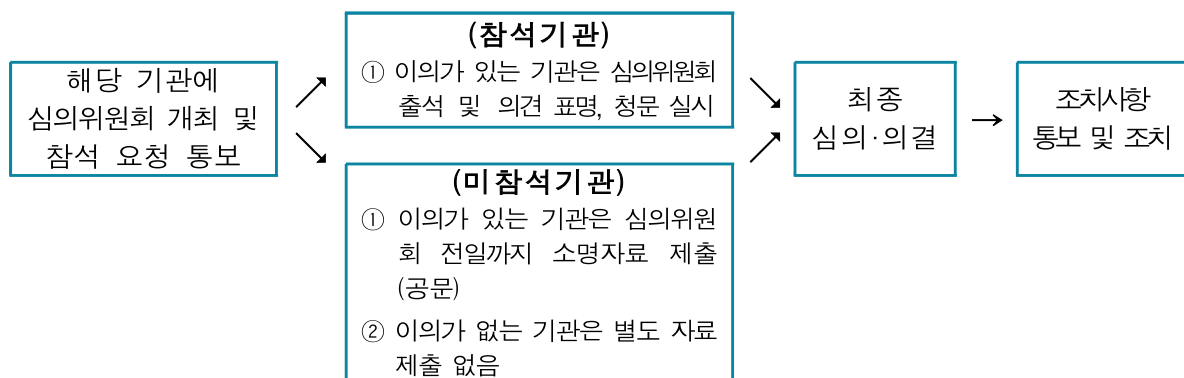 해당 기관에
심의위원회 개최 및
참석 요청 통보
(참석기관)
① 이의가 있는 기관은 심의위원회
출석 및 의견 표명, 청문 실시
(미참석기관)
① 이의가 있는 기관은 심의위원
회 전일까지 소명자료 제출
(공문)
② 이의가 없는 기관은 별도 자료
제출 없음
최종
심의·의결
조치사항
통보 및 조치